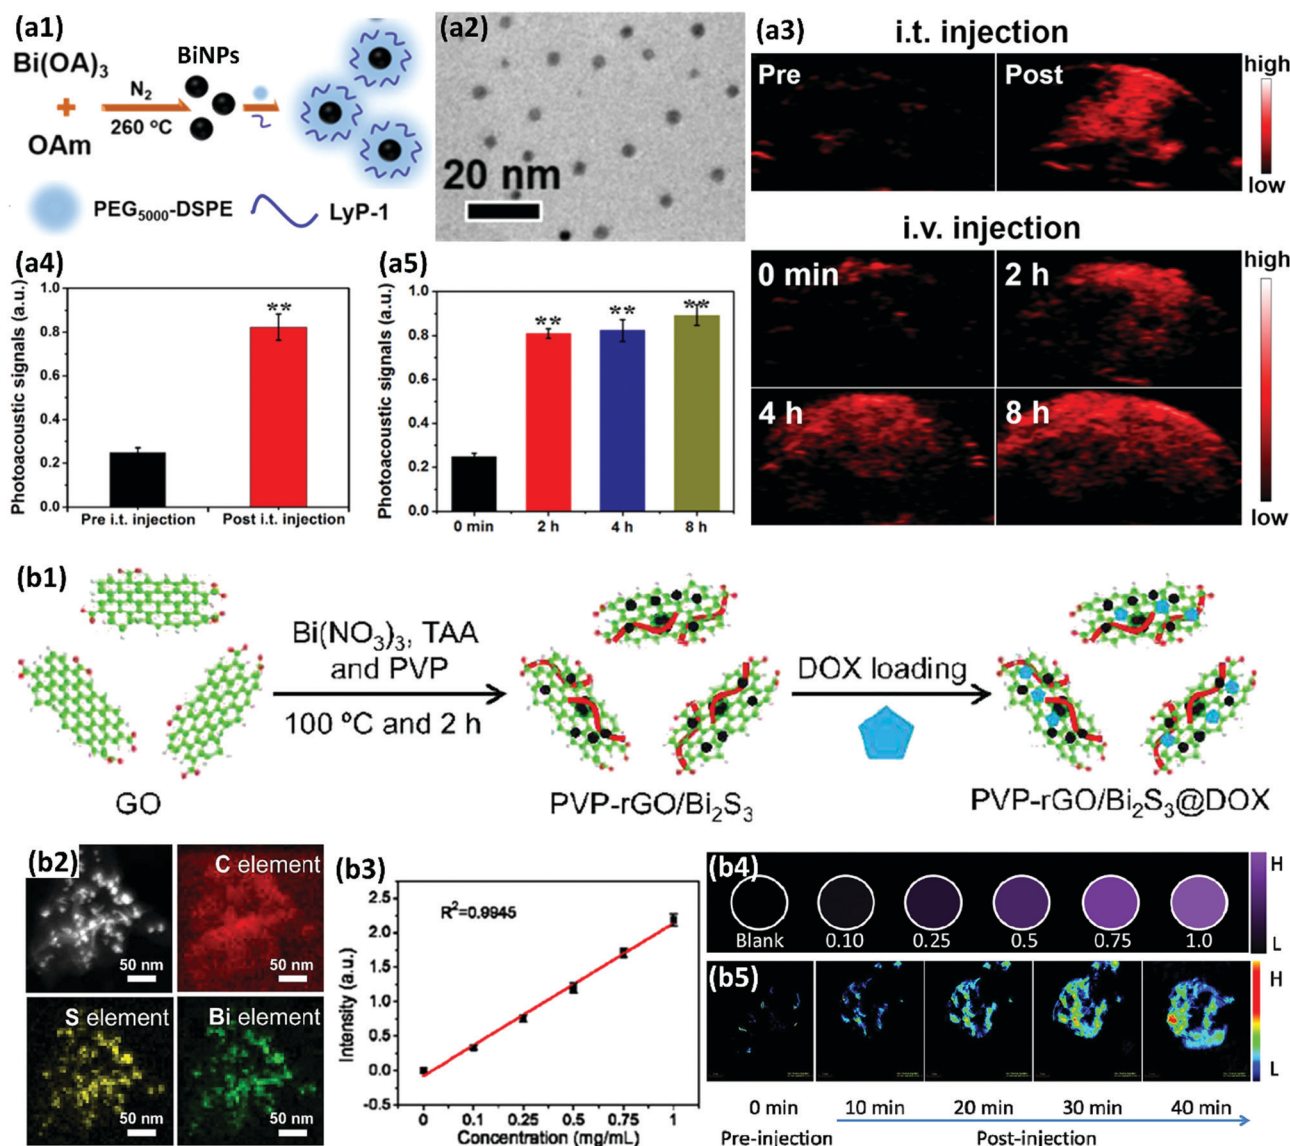 (a1)
Bi(OA)3
+
OAm
N2
260 °C
BiNPs
PEG5000-DSPE
LyP-1
(a2)
20 nm
(a3)
i.t. injection
Pre
Post
high
low
i.v. injection
0 min
2 h
4 h
8 h
high
low
(a4)
Photoacoustic signals (a.u.)
1.0
0.8
0.6
0.4
0.2
0.0
**
Pre i.t. injection
Post i.t. injection
(a5)
Photoacoustic signals (a.u.)
1.0
0.8
0.6
0.4
0.2
0.0
**
**
**
0 min
2 h
4 h
8 h
(b1)
GO
Bi(NO3)3, TAA
and PVP
100 ºC and 2 h
PVP-rGO/Bi2S3
DOX loading
PVP-rGO/Bi2S3@DOX
(b2)
50 nm
C element
50 nm
S element
50 nm
Bi element
50 nm
(b3)
R2=0.9945
Intensity (a.u.)
2.5
2.0
1.5
1.0
0.5
0.0
-0.5
0
0.1
0.25
0.5
0.75
1
Concentration (mg/mL)
(b4)
Blank
0.10
0.25
0.5
0.75
1.0
H
L
(b5)
H
L
0 min
10 min
20 min
30 min
40 min
Pre-injection
Post-injection